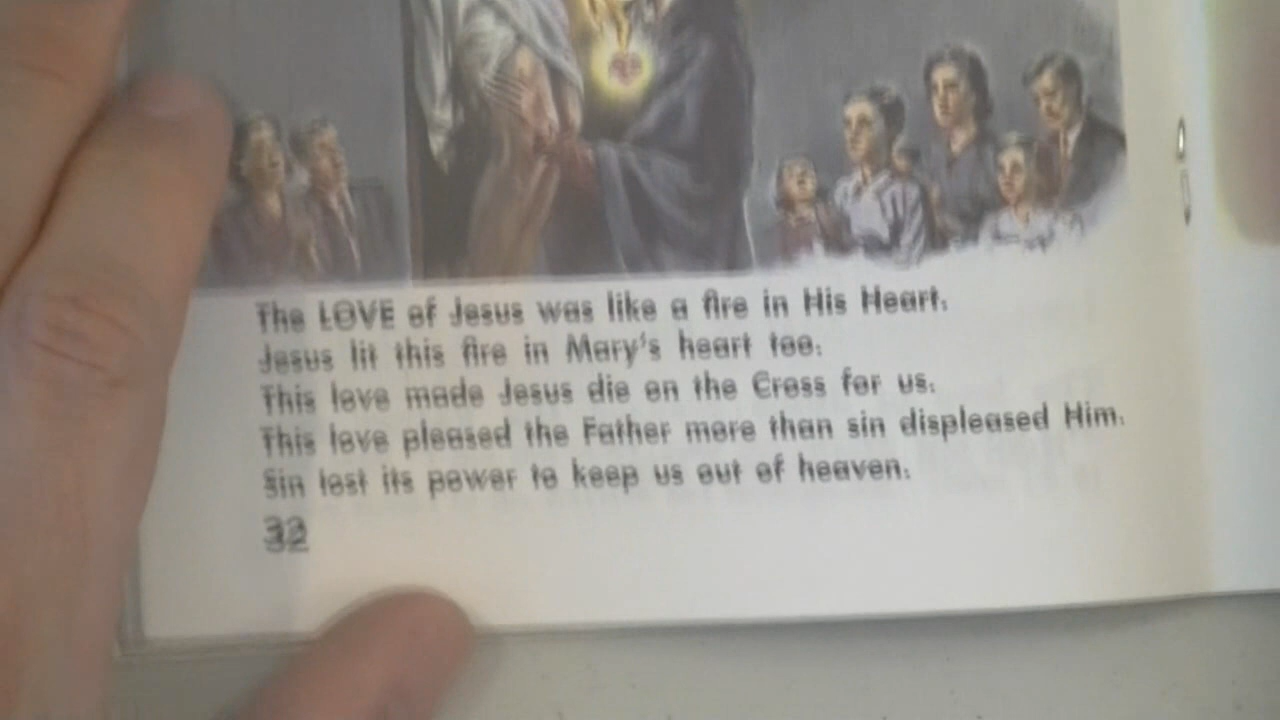 The LOVE of Jesus was like a fire in His Heart.
Jesus lit this fire in Mary's heart too.
This love made Jesus die on the Cross for us.
This love pleased the Father more than sin displeased Him.
Sin lost its power to keep us out of heaven.
32